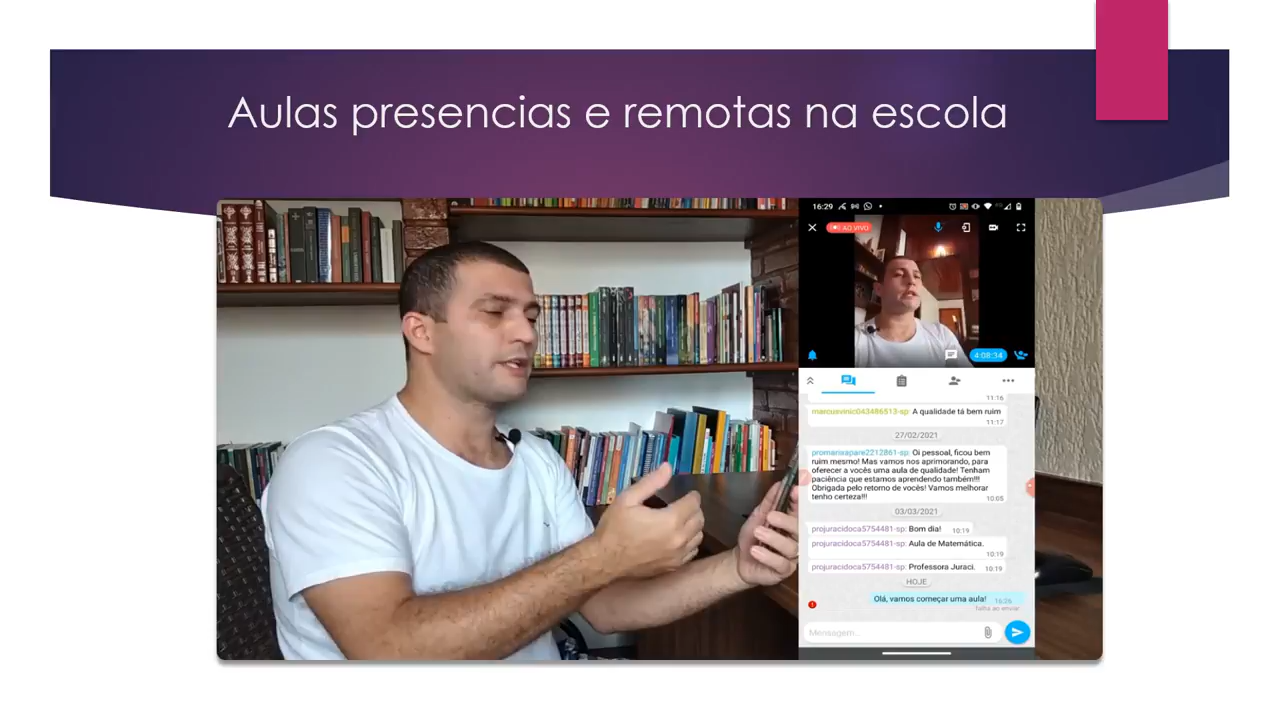 Aulas presencias e remotas na escola
16:29
AO VIVO
4:08:34
11:16
marcusvinic043486513-sp: A qualidade tá bem ruim
11:17
27/02/2021
promansapare2212861-sp: Oi pessoal, ficou bem
ruim mesmo! Mas vamos nos aprimorando, para
oferecer a vocês uma aula de qualidade! Tenham
paciência que estamos aprendendo também!!!
Obrigada pelo retorno de vocês! Vamos melhorar
tenho certeza!!!
10:05
03/03/2021
projuracidoca5754481-sp: Bom dia! 10:19
projuracidoca5754481-sp: Aula de Matemática.
10:19
projuracidoca5754481-sp: Professora Juraci. 10:19
HOJE
Olá, vamos começar uma aula! 16:26
falha ao enviar
Mensagem...